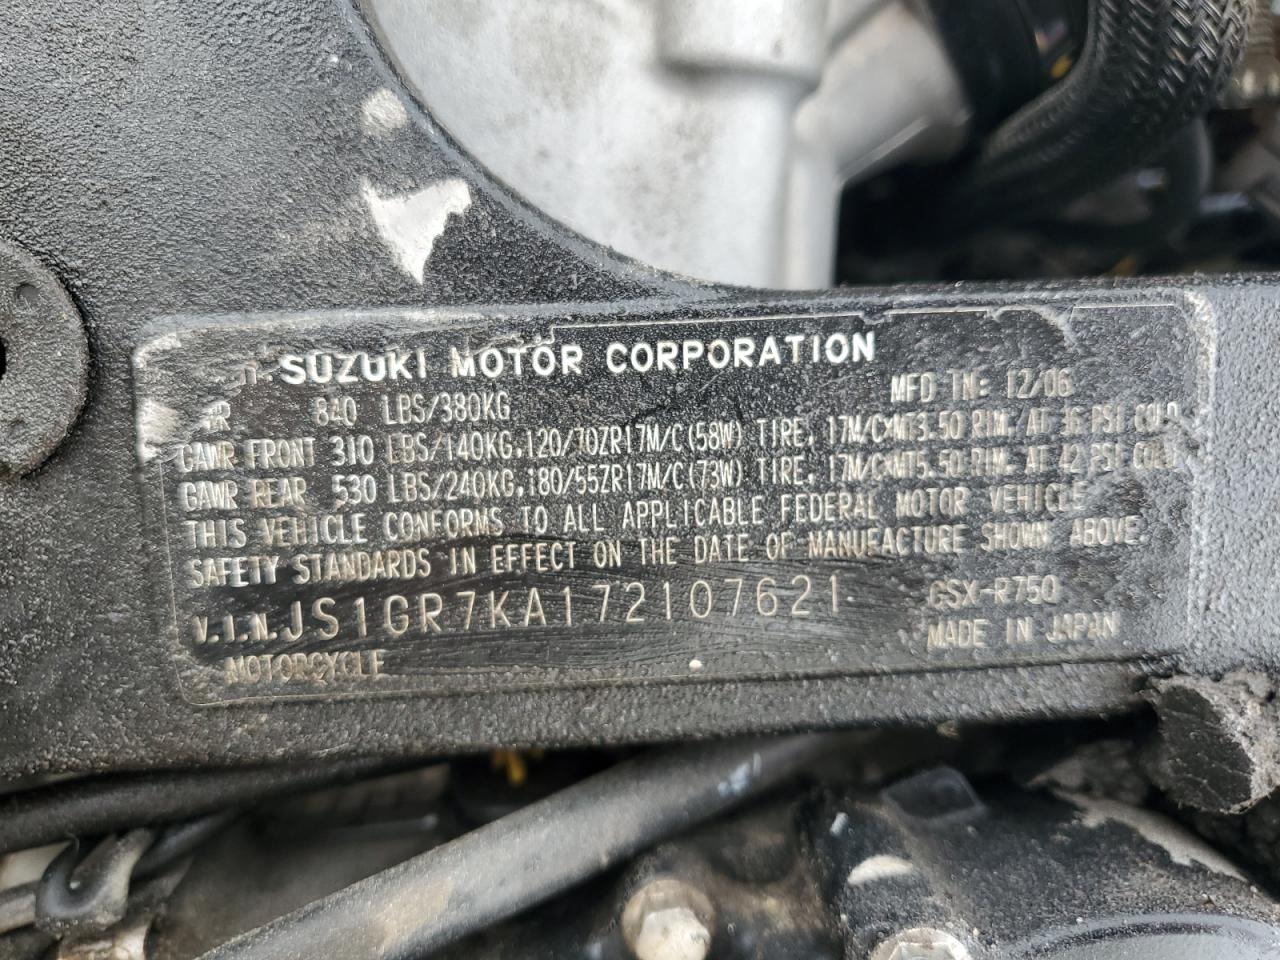 SUZUKI MOTOR CORPORATION
840 LBS/380KG MFD IN: 12/06
GAWR FRONT 310 LBS/140KG.120/70ZR17M/C(58W) TIRE, 17M/CXMT3.50 RIM. AT 36 PSI COLD
GAWR REAR 530 LBS/240KG.180/55ZR17M/C(73W) TIRE, 17M/CXMT5.50 RIM. AT 42 PSI COLD
THIS VEHICLE CONFORMS TO ALL APPLICABLE FEDERAL MOTOR VEHICLE
SAFETY STANDARDS IN EFFECT ON THE DATE OF MANUFACTURE SHOWN ABOVE.
V.I.N.JS1GR7KA172107621 GSX-R750
MOTORCYCLE MADE IN JAPAN